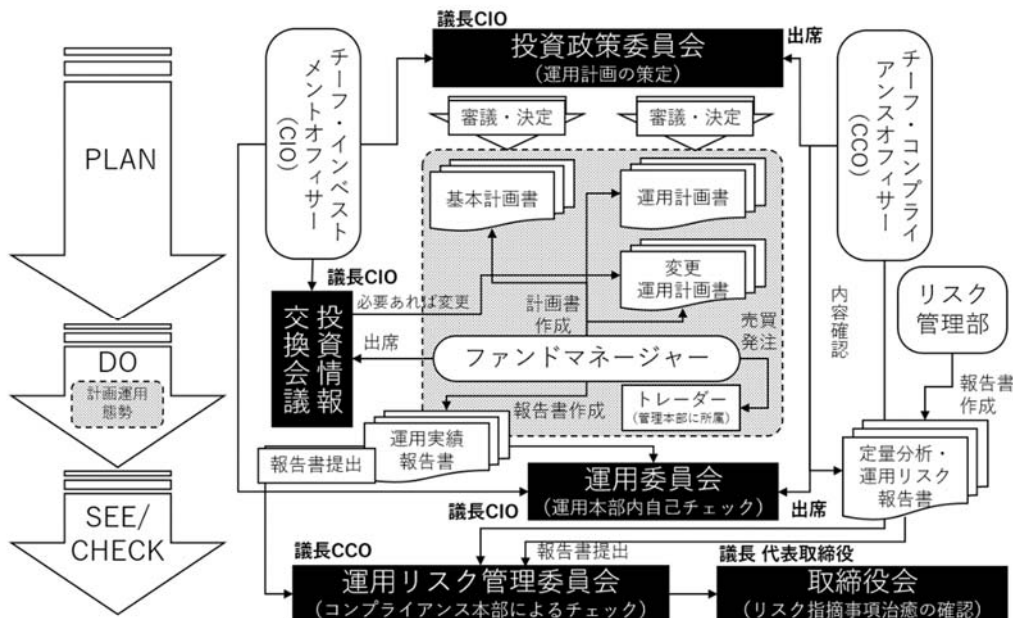 PLAN
DO
計画運用
態勢
SEE/
CHECK
チーフ・インベスト
メントオフィサー
(CIO)
議長CIO
投資政策委員会
(運用計画の策定)
出席
チーフ・コンプライ
アンスオフィサー
(CCO)
審議・決定
審議・決定
基本計画書
運用計画書
変更
運用計画書
議長CIO
必要あれば変更
投資情報
交換会議
出席
計画書
作成
売買
発注
ファンドマネージャー
トレーダー
(管理本部に所属)
内容確認
リスク
管理部
報告書
作成
報告書作成
運用実績
報告書
報告書提出
定量分析・
運用リスク
報告書
運用委員会
(運用本部内自己チェック)
議長CIO
出席
議長CCO
報告書提出
運用リスク管理委員会
(コンプライアンス本部によるチェック)
議長 代表取締役
取締役会
(リスク指摘事項治癒の確認)